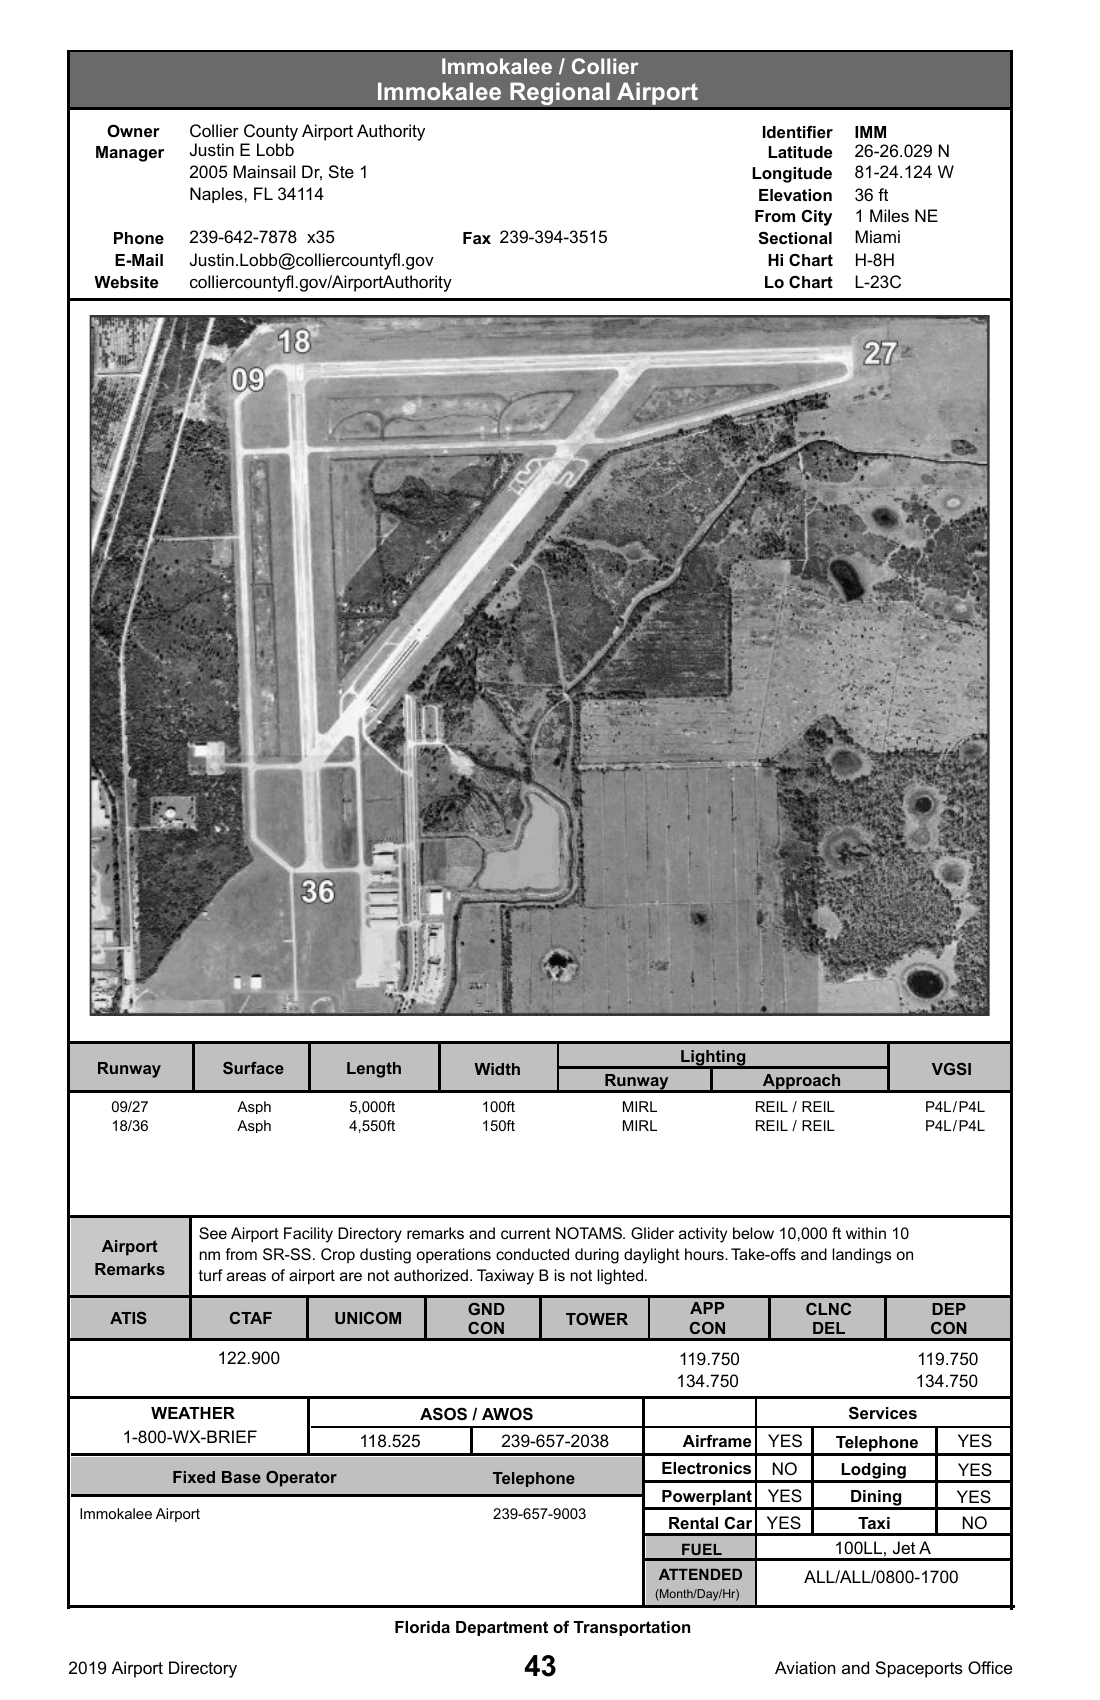 Immokalee / Collier
Immokalee Regional Airport
Owner Collier County Airport Authority
Manager Justin E Lobb
2005 Mainsail Dr, Ste 1
Naples, FL 34114
Phone 239-642-7878 x35 Fax 239-394-3515
E-Mail Justin.Lobb@colliercountyfl.gov
Website colliercountyfl.gov/AirportAuthority
Identifier IMM
Latitude 26-26.029 N
Longitude 81-24.124 W
Elevation 36 ft
From City 1 Miles NE
Sectional Miami
Hi Chart H-8H
Lo Chart L-23C
18
27
09
36
Runway Surface Length Width Lighting VGSI
Runway Approach
09/27 Asph 5,000ft 100ft MIRL REIL / REIL P4L/P4L
18/36 Asph 4,550ft 150ft MIRL REIL / REIL P4L/P4L
Airport Remarks
See Airport Facility Directory remarks and current NOTAMS. Glider activity below 10,000 ft within 10
nm from SR-SS. Crop dusting operations conducted during daylight hours. Take-offs and landings on
turf areas of airport are not authorized. Taxiway B is not lighted.
ATIS CTAF UNICOM GND CON TOWER APP CON CLNC DEL DEP CON
122.900 119.750 119.750
134.750 134.750
WEATHER
1-800-WX-BRIEF
ASOS / AWOS
118.525 239-657-2038
Fixed Base Operator Telephone
Immokalee Airport 239-657-9003
Services
Airframe YES Telephone YES
Electronics NO Lodging YES
Powerplant YES Dining YES
Rental Car YES Taxi NO
FUEL 100LL, Jet A
ATTENDED ALL/ALL/0800-1700
(Month/Day/Hr)
Florida Department of Transportation
2019 Airport Directory 43 Aviation and Spaceports Office